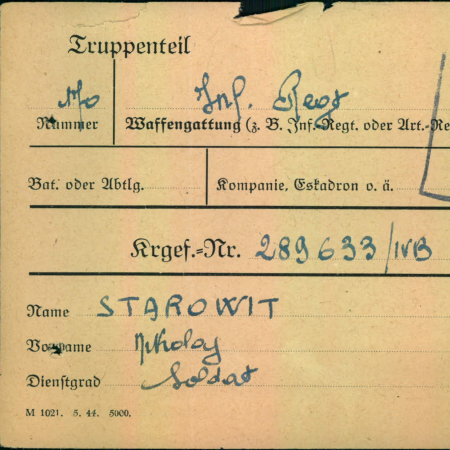 Truppenteil
Inf. Regt
Nummer Waffengattung (z. B. Inf.-Regt. oder Art.-Re
Bat. oder Abtlg. Kompanie, Eskadron o. ä.
Krgef.-Nr. 289633/IVB
Name STAROWIT
Vorname Nikolay
Dienstgrad Soldat
M 1021. 5. 44. 5000.